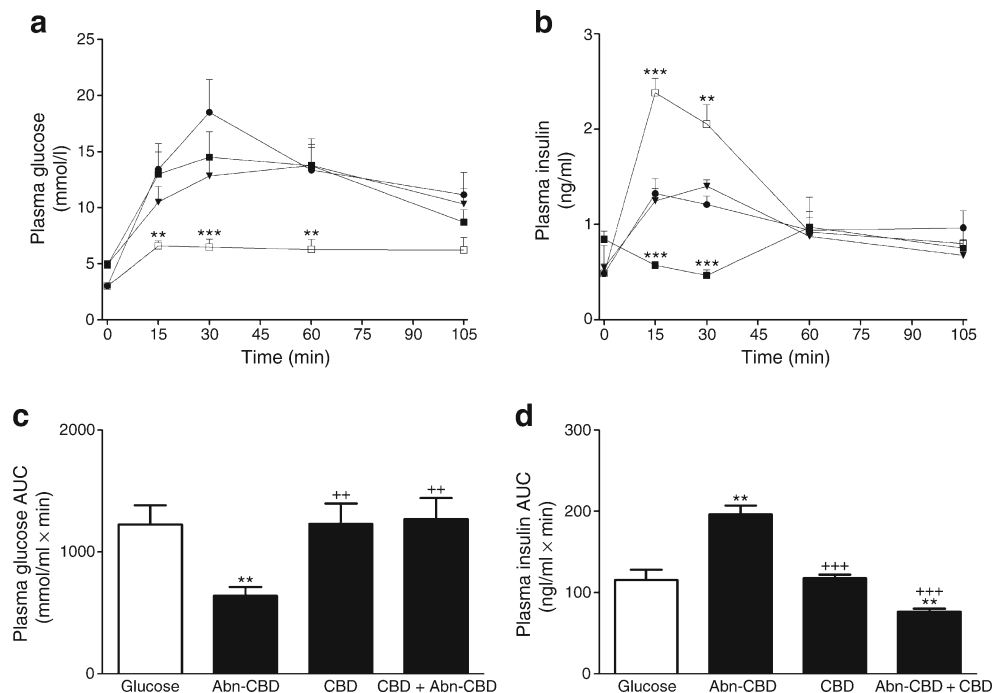 a
25
20
15
10
5
0
Plasma glucose
(mmol/l)
**
***
**
0 15 30 45 60 75 90 105
Time (min)
b
3
2
1
0
Plasma insulin
(ng/ml)
***
**
***
***
0 15 30 45 60 75 90 105
Time (min)
c
2000
1000
0
Plasma glucose AUC
(mmol/ml × min)
**
++
++
Glucose Abn-CBD CBD CBD + Abn-CBD
d
300
200
100
0
Plasma insulin AUC
(ngl/ml × min)
**
+++
+++
**
Glucose Abn-CBD CBD Abn-CBD + CBD